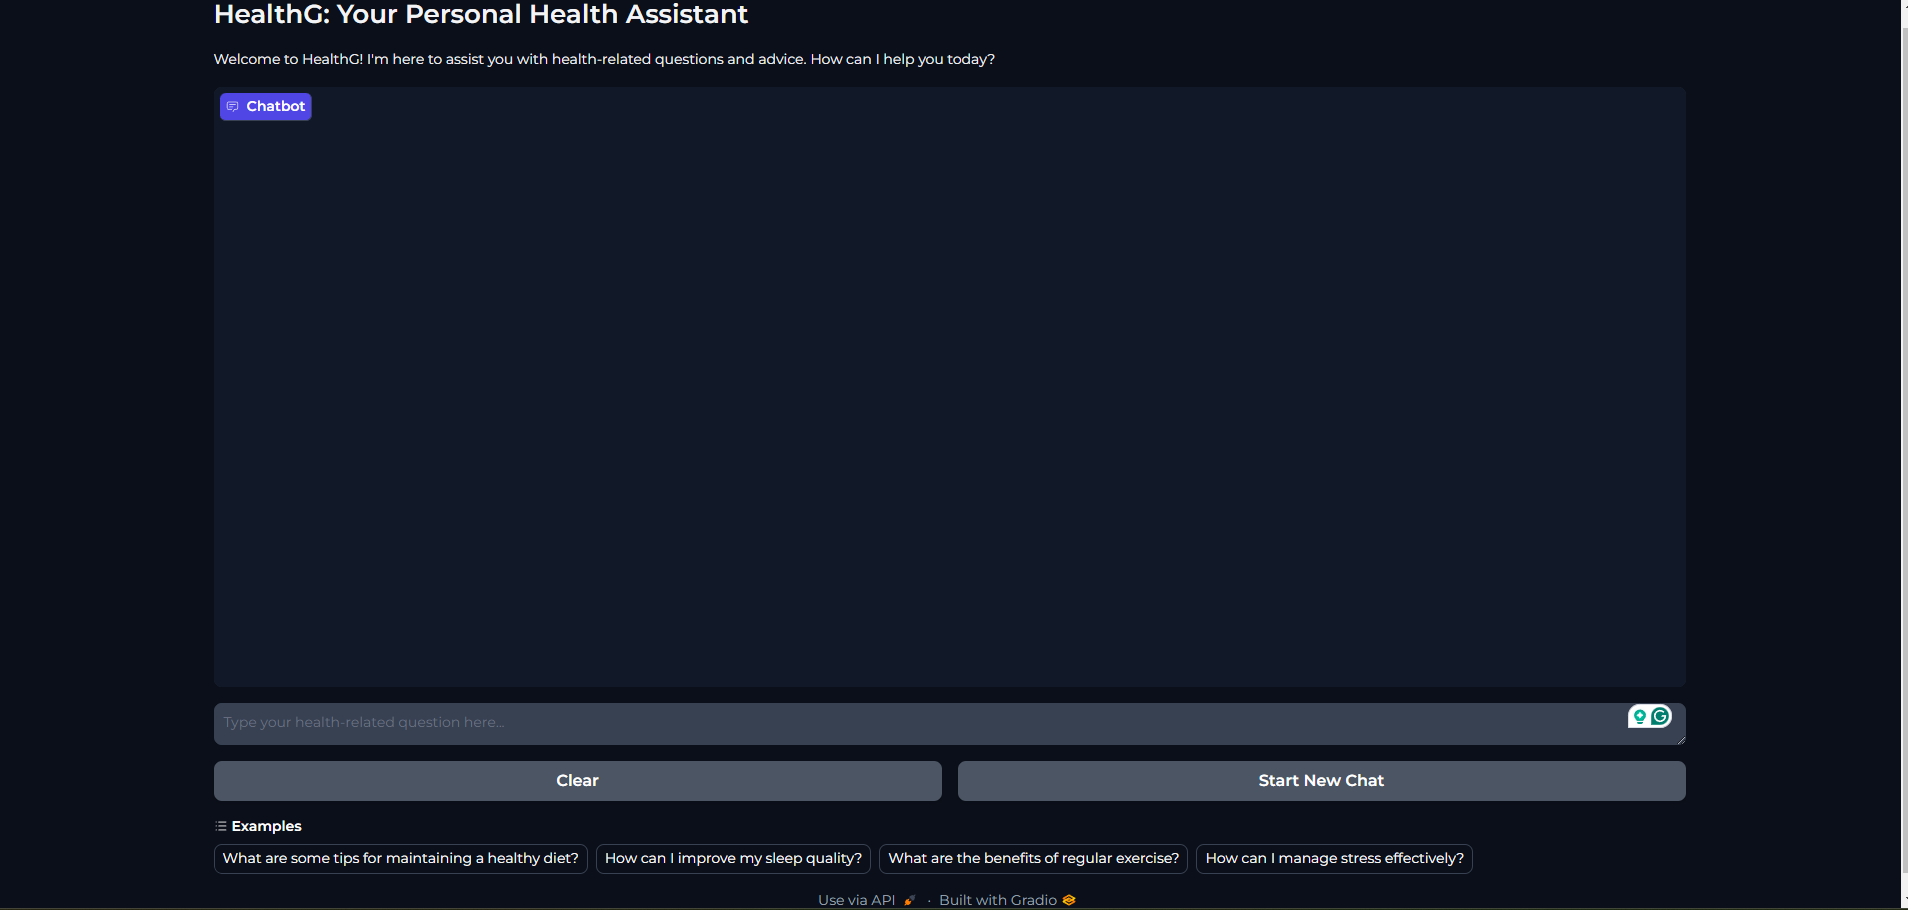 HealthG: Your Personal Health Assistant
Welcome to HealthG! I'm here to assist you with health-related questions and advice. How can I help you today?
Chatbot
Type your health-related question here...
Clear
Start New Chat
Examples
What are some tips for maintaining a healthy diet?
How can I improve my sleep quality?
What are the benefits of regular exercise?
How can I manage stress effectively?
Use via API · Built with Gradio